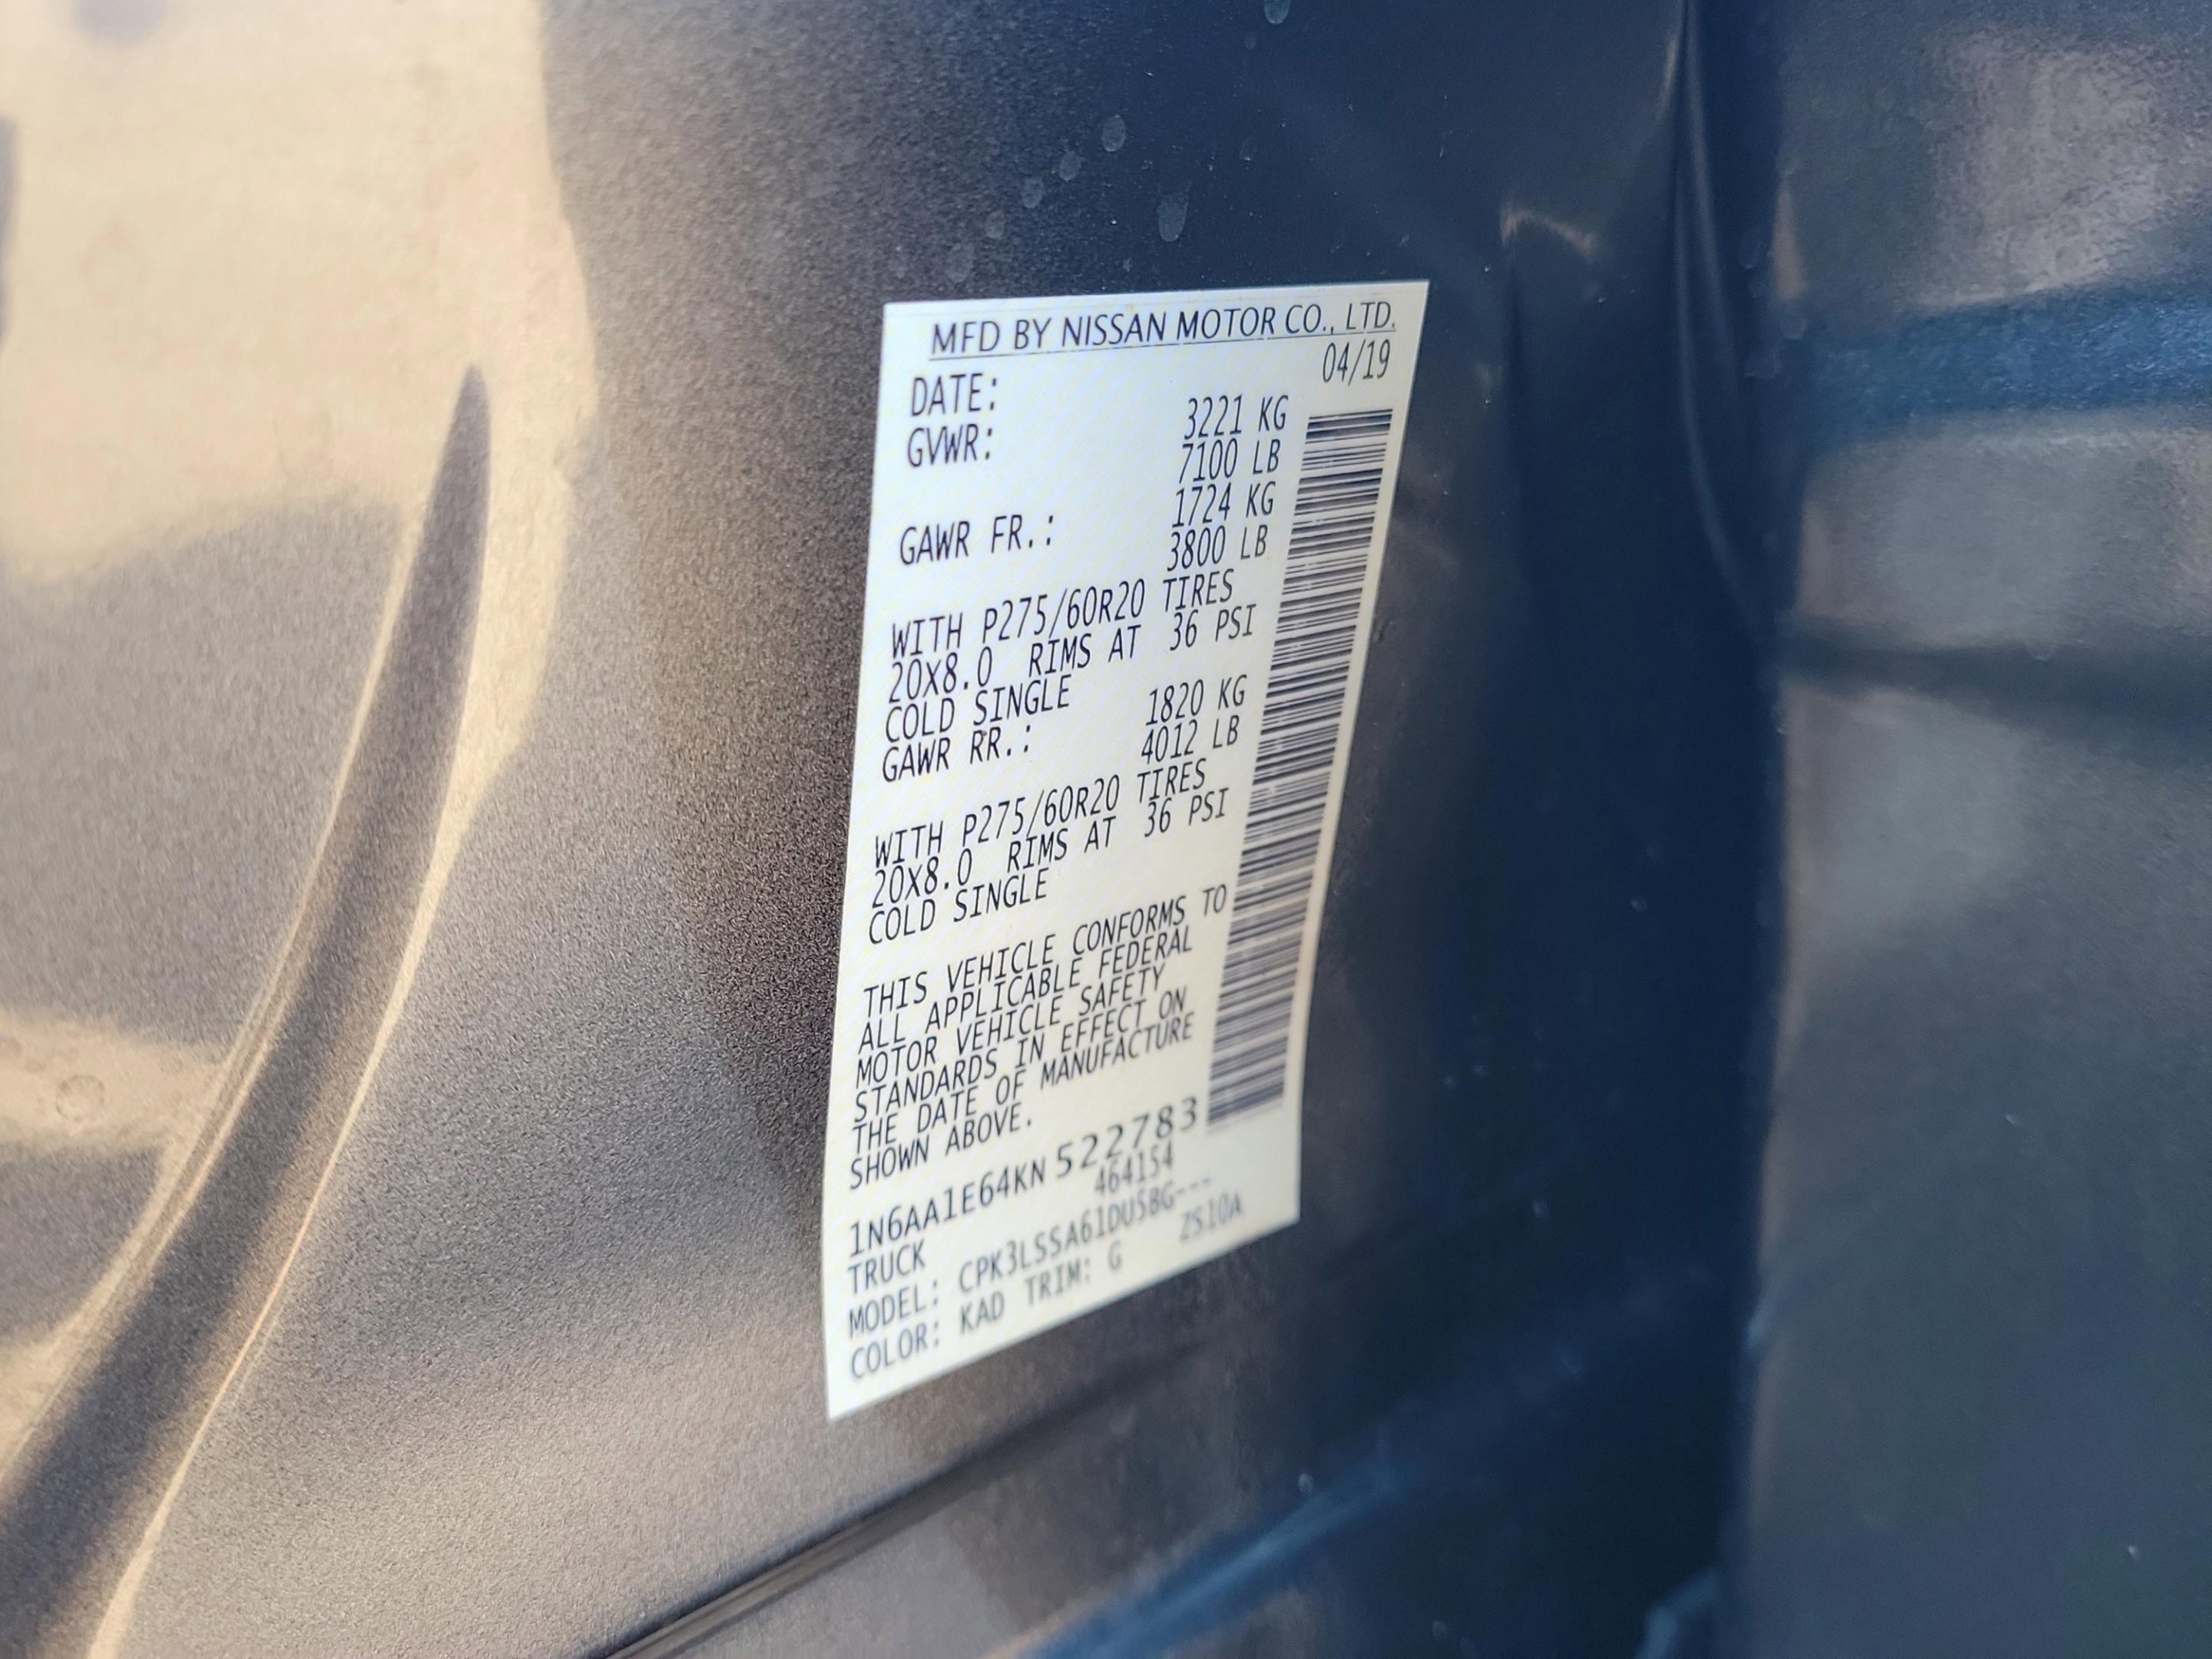 MFD BY NISSAN MOTOR CO., LTD.
DATE: 04/19
GVWR: 3221 KG
7100 LB
GAWR FR.: 1724 KG
3800 LB
WITH P275/60R20 TIRES
20X8.0 RIMS AT 36 PSI
COLD SINGLE
GAWR RR.: 1820 KG
4012 LB
WITH P275/60R20 TIRES
20X8.0 RIMS AT 36 PSI
COLD SINGLE
THIS VEHICLE CONFORMS TO
ALL APPLICABLE FEDERAL
MOTOR VEHICLE SAFETY
STANDARDS IN EFFECT ON
THE DATE OF MANUFACTURE
SHOWN ABOVE.
1N6AA1E64KN 522783
TRUCK 464154
MODEL: CPK3LSSA61DU5BG---
COLOR: KAD TRIM: G ZS10A